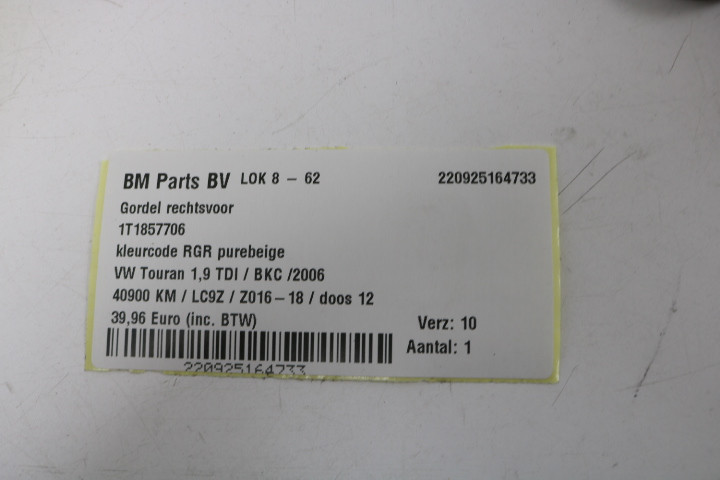 BM Parts BV LOK 8 – 62 220925164733
Gordel rechtsvoor
1T1857706
kleurcode RGR purebeige
VW Touran 1,9 TDI / BKC /2006
40900 KM / LC9Z / Z016–18 / doos 12
39,96 Euro (inc. BTW) Verz: 10
Aantal: 1
220925164733